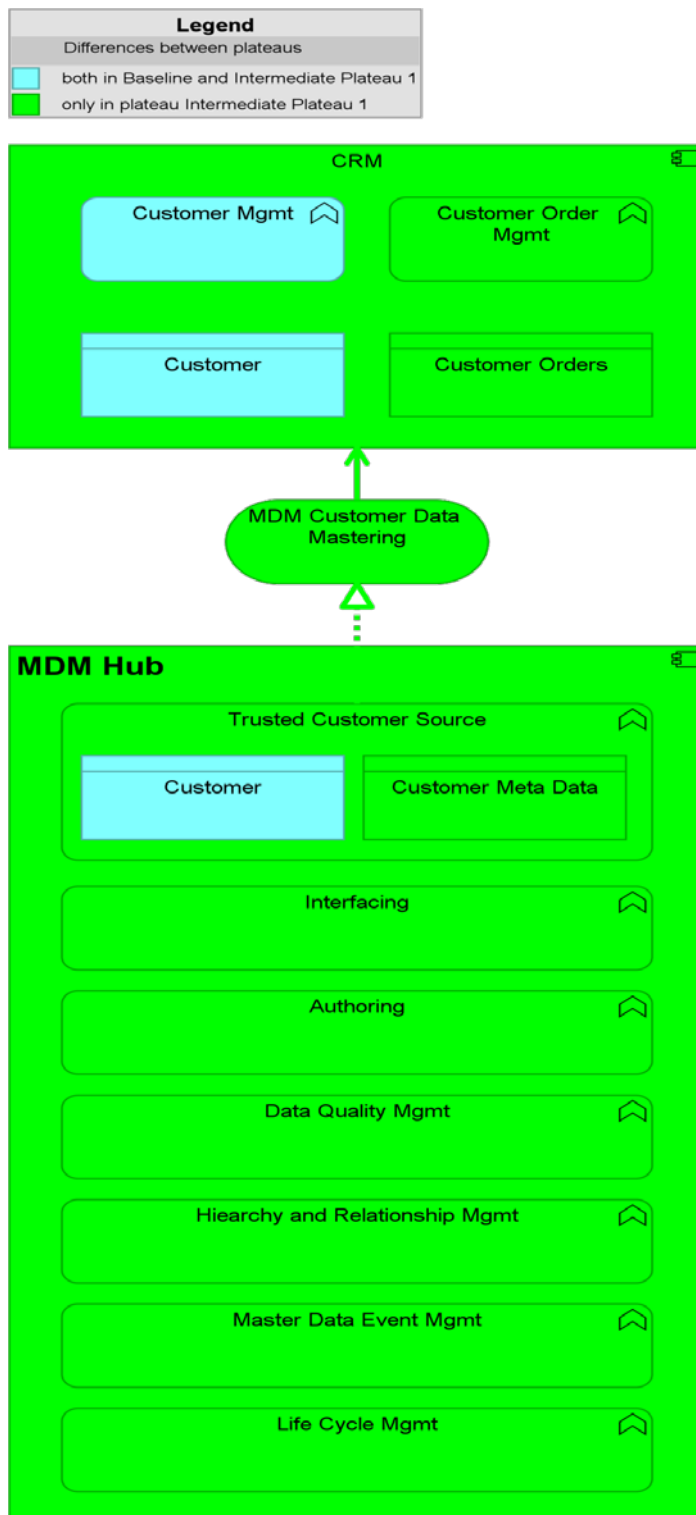 Legend
Differences between plateaus
both in Baseline and Intermediate Plateau 1
only in plateau Intermediate Plateau 1
CRM
Customer Mgmt
Customer Order
Mgmt
Customer
Customer Orders
MDM Customer Data
Mastering
MDM Hub
Trusted Customer Source
Customer
Customer Meta Data
Interfacing
Authoring
Data Quality Mgmt
Hiearchy and Relationship Mgmt
Master Data Event Mgmt
Life Cycle Mgmt